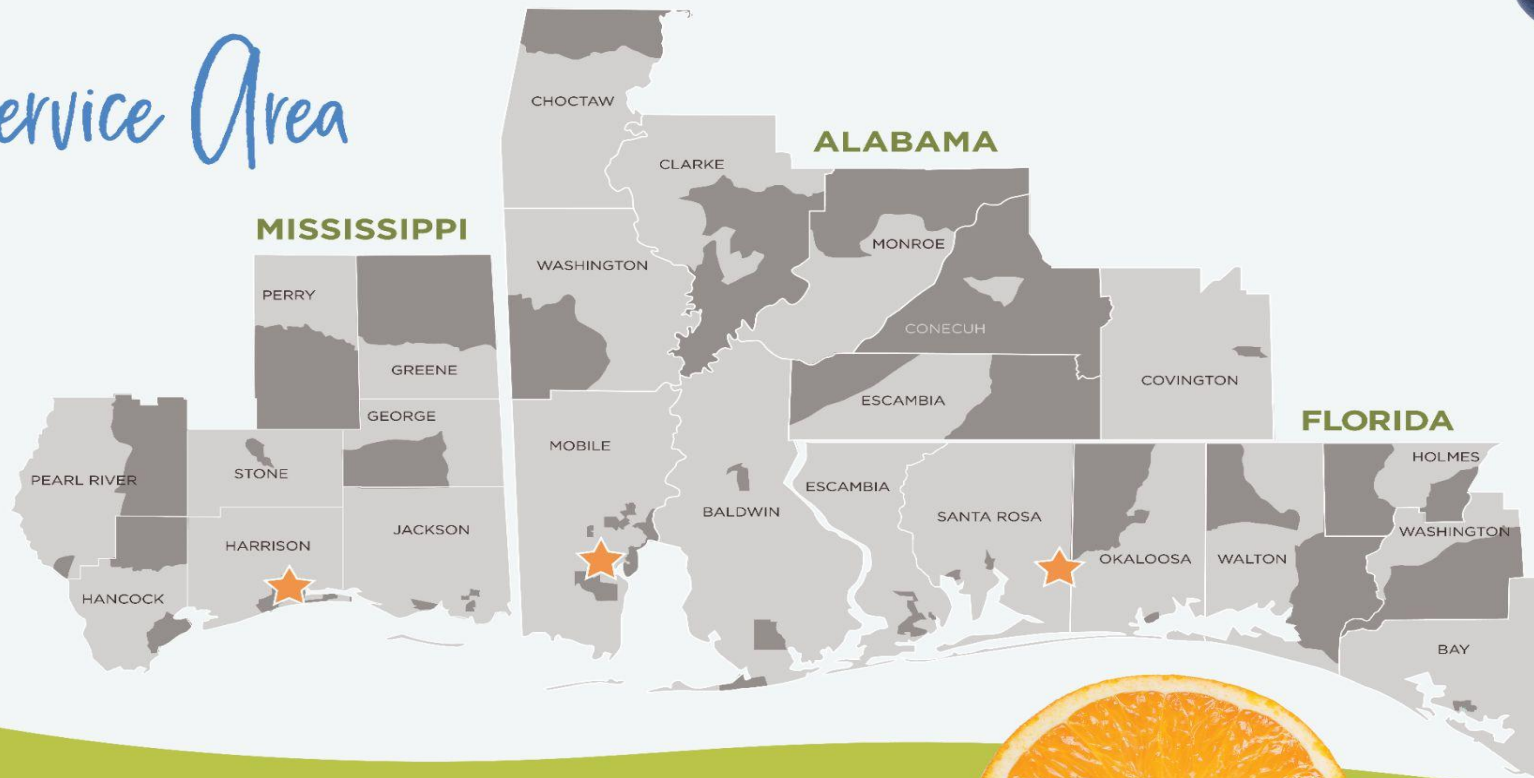 ervice Area
CHOCTAW
ALABAMA
CLARKE
MISSISSIPPI
MONROE
WASHINGTON
PERRY
CONECUH
GREENE
COVINGTON
ESCAMBIA
GEORGE
FLORIDA
MOBILE
HOLMES
STONE
PEARL RIVER
ESCAMBIA
BALDWIN
SANTA ROSA
JACKSON
WASHINGTON
HARRISON
OKALOOSA
WALTON
HANCOCK
BAY